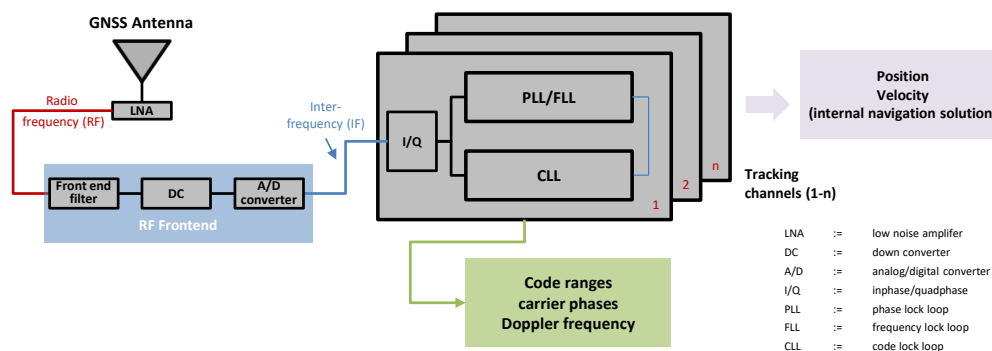 GNSS Antenna
LNA
Radio
frequency (RF)
Inter-
frequency (IF)
Front end
filter
DC
A/D
converter
RF Frontend
I/Q
PLL/FLL
CLL
1
2
n
Position
Velocity
(internal navigation solution
Tracking
channels (1-n)
Code ranges
carrier phases
Doppler frequency
LNA := low noise amplifer
DC := down converter
A/D := analog/digital converter
I/Q := inphase/quadphase
PLL := phase lock loop
FLL := frequency lock loop
CLL := code lock loop